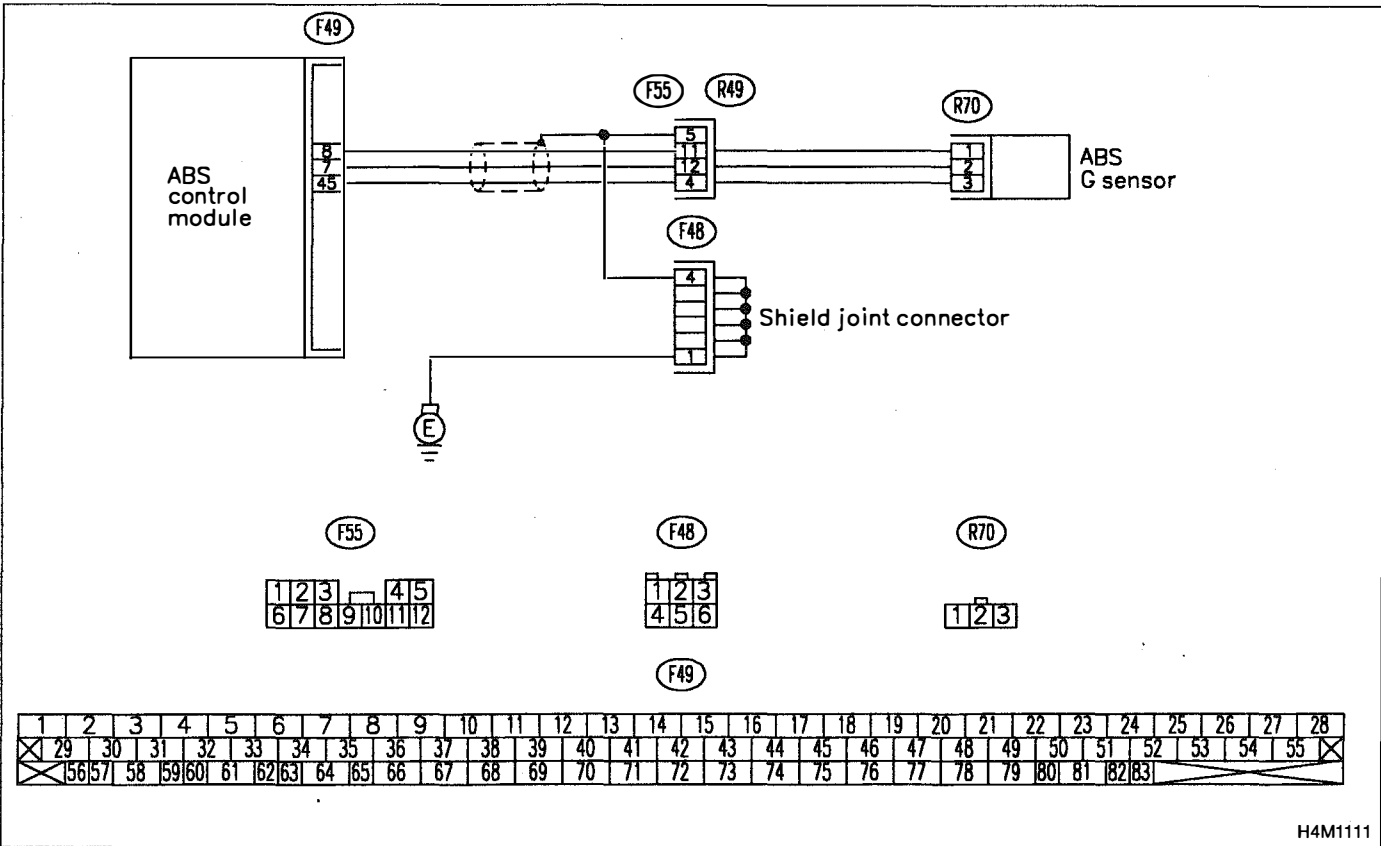 F49
F55 R49
R70
ABS
control
module
8
7
45
5
11
12
4
1
2
3
ABS
G sensor
F48
4
1
Shield joint connector
E
F55
F48
R70
1 2 3 4 5
6 7 8 9 10 11 12
1 2 3
4 5 6
1 2 3
F49
1 2 3 4 5 6 7 8 9 10 11 12 13 14 15 16 17 18 19 20 21 22 23 24 25 26 27 28
29 30 31 32 33 34 35 36 37 38 39 40 41 42 43 44 45 46 47 48 49 50 51 52 53 54 55
56 57 58 59 60 61 62 63 64 65 66 67 68 69 70 71 72 73 74 75 76 77 78 79 80 81 82 83
H4M1111